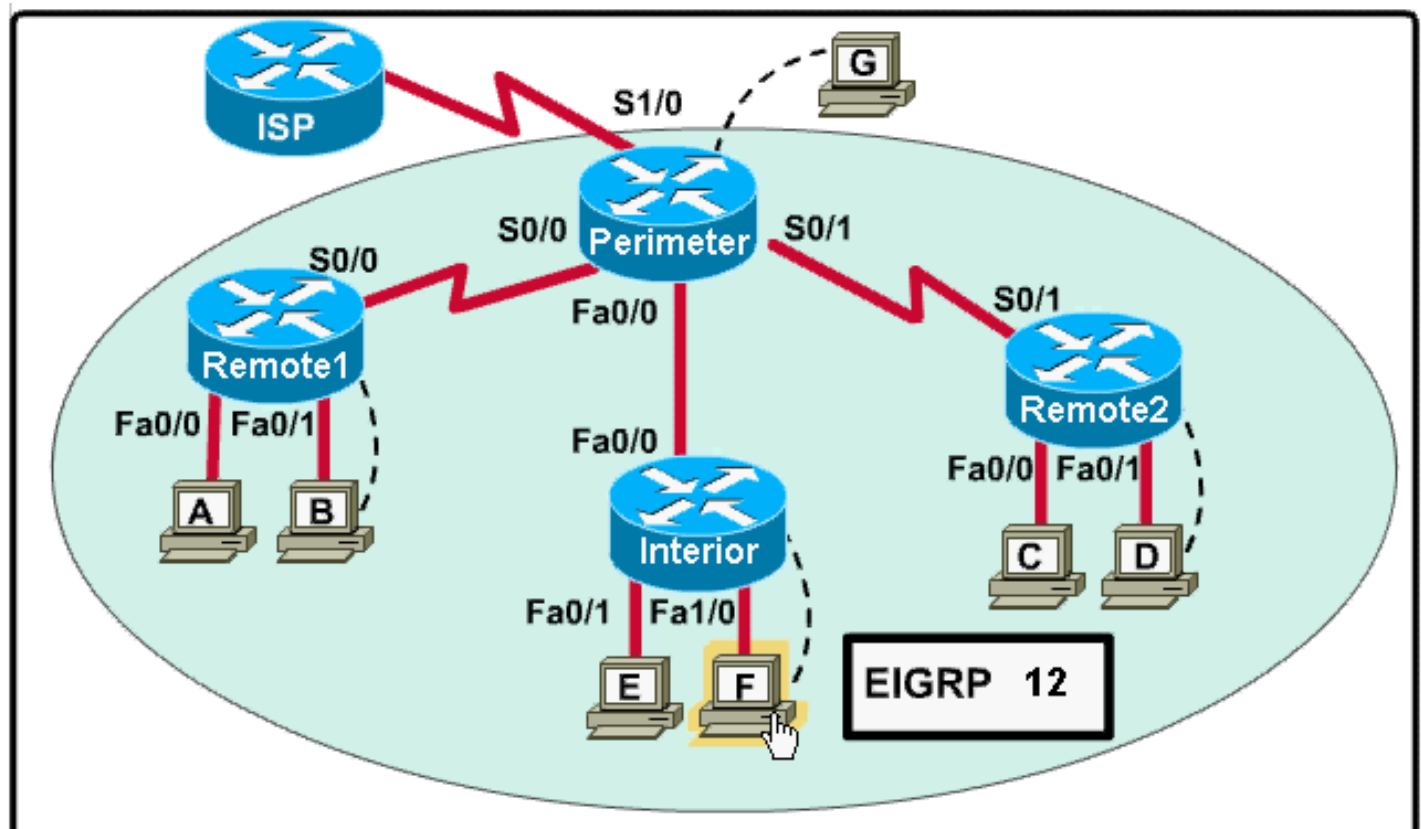 G
ISP
S1/0
Perimeter
S0/0
S0/1
S0/0
Fa0/0
S0/1
Remote1
Remote2
Fa0/0
Fa0/1
Fa0/0
Fa0/0
Fa0/1
A
B
Interior
C
D
Fa0/1
Fa1/0
E
F
EIGRP 12